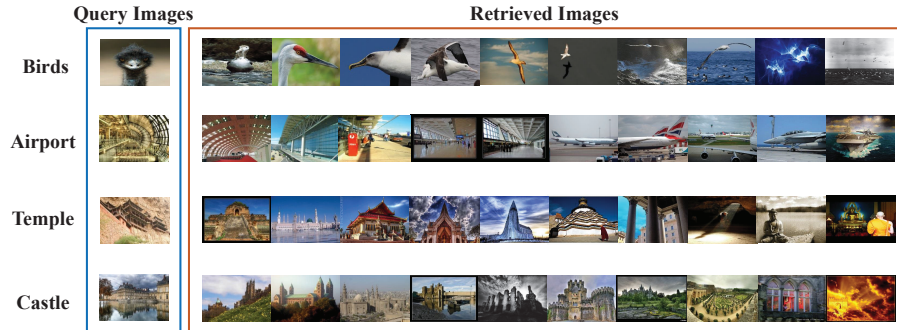 Query Images
Retrieved Images
Birds
Airport
Temple
Castle